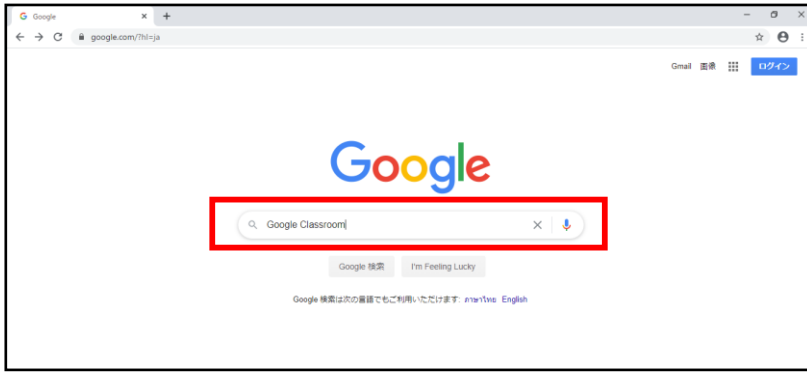 Google
google.com/?hl=ja
Gmail 画像 ログイン
Google
Google Classroom
Google 検索 I'm Feeling Lucky
Google 検索は次の言語でもご利用いただけます: ภาษาไทย English